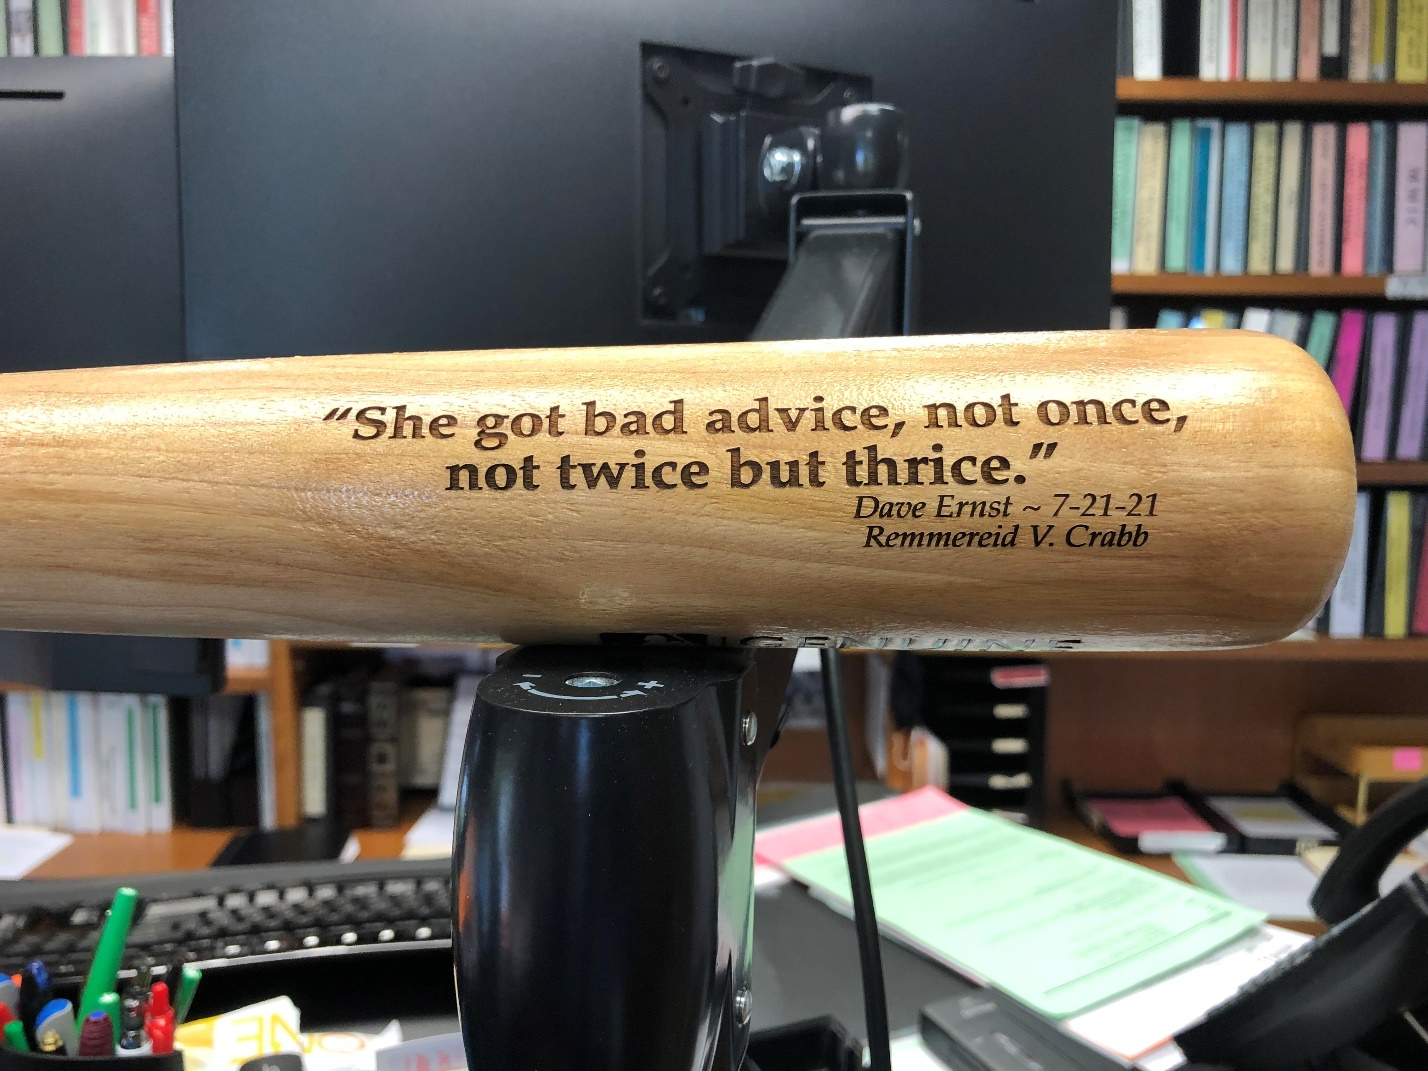 “She got bad advice, not once,
not twice but thrice.”
Dave Ernst ~ 7-21-21
Remmereid V. Crabb
GENUINE